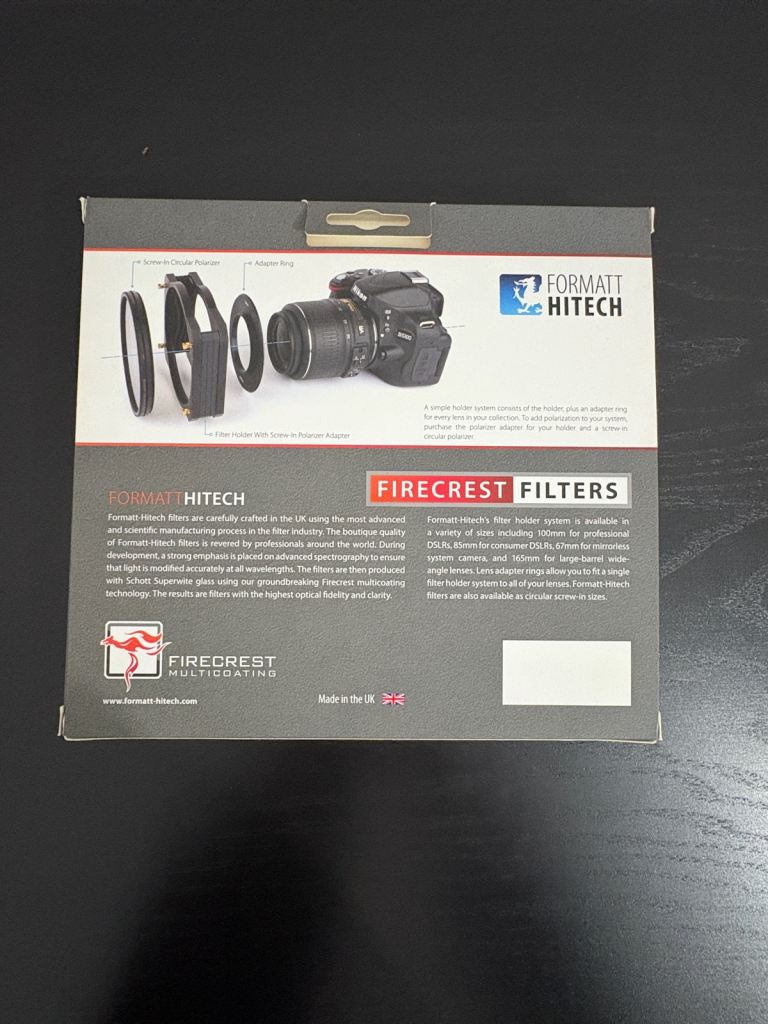 Screw-In Circular Polarizer
Adapter Ring
FORMATT
HITECH
Nikon
VR
D5100
A simple holder system consists of the holder, plus an adapter ring
for every lens in your collection. To add polarization to your system,
purchase the polarizer adapter for your holder and a screw-in
circular polarizer.
Filter Holder With Screw-In Polarizer Adapter
FIRECREST FILTERS
FORMATTHITECH
Formatt-Hitech filters are carefully crafted in the UK using the most advanced
and scientific manufacturing process in the filter industry. The boutique quality
of Formatt-Hitech filters is revered by professionals around the world. During
development, a strong emphasis is placed on advanced spectography to ensure
that light is modified accurately at all wavelengths. The filters are then produced
with Schott Superwite glass using our groundbreaking Firecrest multicoating
technology. The results are filters with the highest optical fidelity and clarity.
Formatt-Hitech's filter holder system is available in
a variety of sizes including 100mm for professional
DSLRs, 85mm for consumer DSLRs, 67mm for mirrorless
system camera, and 165mm for large-barrel wide-
angle lenses. Lens adapter rings allow you to fit a single
filter holder system to all of your lenses. Formatt-Hitech
filters are also available as circular screw-in sizes.
FIRECREST
MULTICOATING
www.formatt-hitech.com
Made in the UK